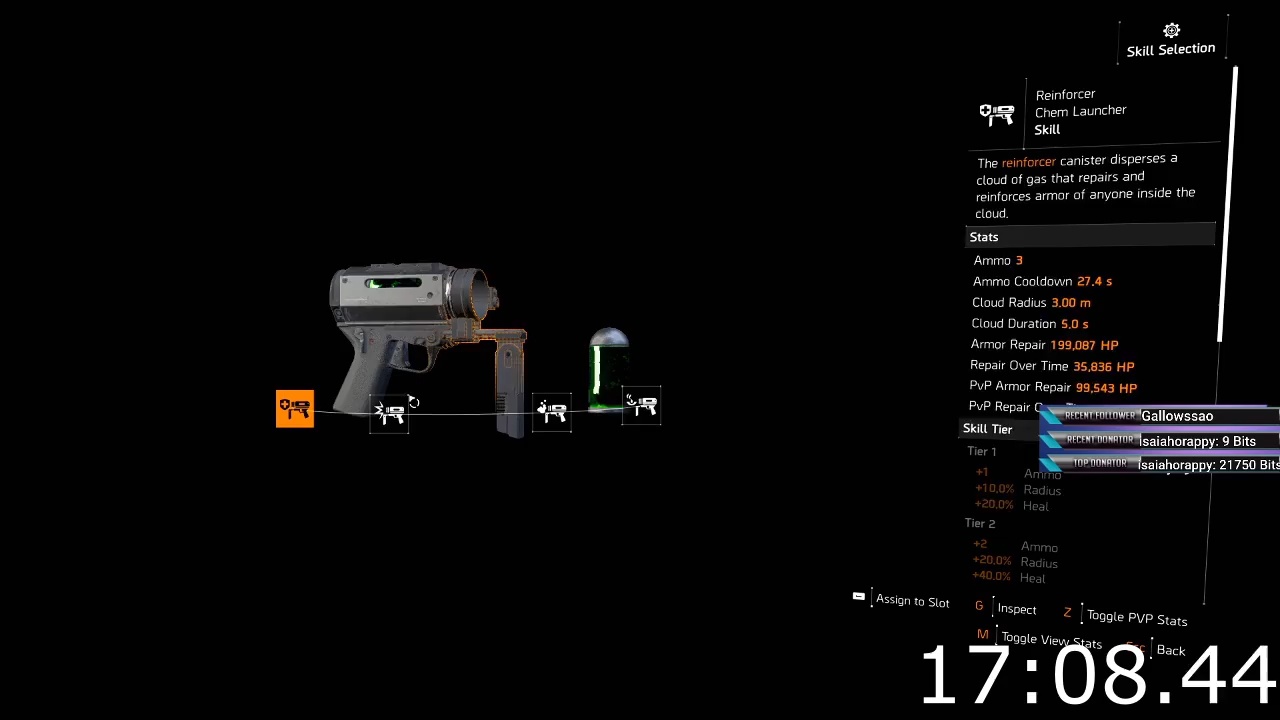 Skill Selection
Reinforcer
Chem Launcher
Skill
The reinforcer canister disperses a
cloud of gas that repairs and
reinforces armor of anyone inside the
cloud.
Stats
Ammo 3
Ammo Cooldown 27.4 s
Cloud Radius 3.00 m
Cloud Duration 5.0 s
Armor Repair 199,087 HP
Repair Over Time 35,836 HP
PvP Armor Repair 99,543 HP
PvP Repair
RECENT FOLLOWER Gallowssao
Skill Tier
RECENT DONATOR Isaiahorappy: 9 Bits
Tier 1
TOP DONATOR Isaiahorappy: 21750 Bits
+1 Ammo
+10,0% Radius
+20,0% Heal
Tier 2
+2 Ammo
+20,0% Radius
+40,0% Heal
Assign to Slot
G Inspect
Z Toggle PVP Stats
M Toggle View Stats
Esc Back
17:08.44